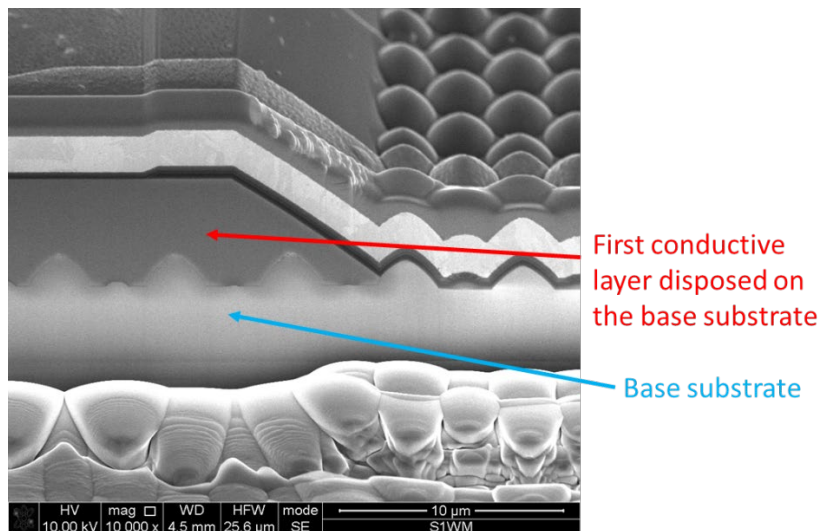 First conductive
layer disposed on
the base substrate
Base substrate
HV mag WD HFW mode 10 µm
10.00 kV 10 000 x 4.5 mm 25.6 µm SE S1WM